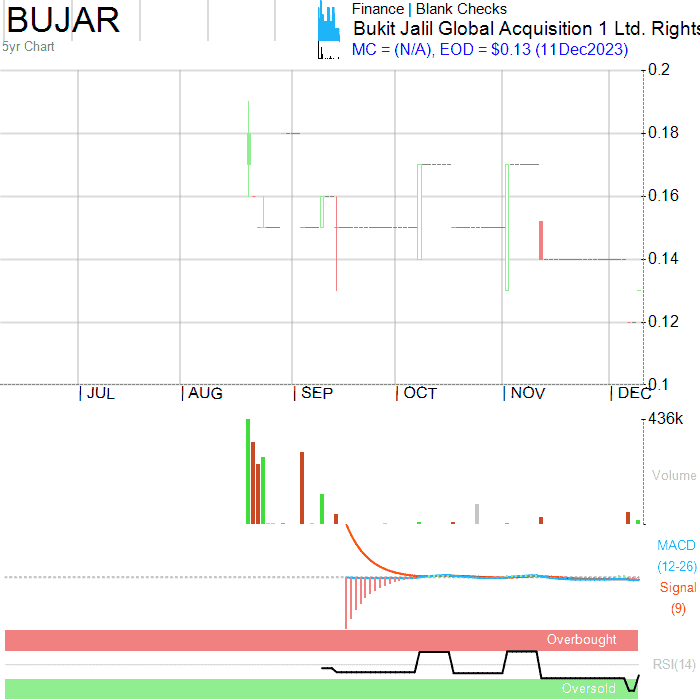 BUJAR
5yr Chart
Finance | Blank Checks
Bukit Jalil Global Acquisition 1 Ltd. Rights
MC = (N/A), EOD = $0.13 (11Dec2023)
0.2
0.18
0.16
0.14
0.12
0.1
| JUL | AUG | SEP | OCT | NOV | DEC
436k
Volume
MACD
(12-26)
Signal
(9)
Overbought
RSI(14)
Oversold